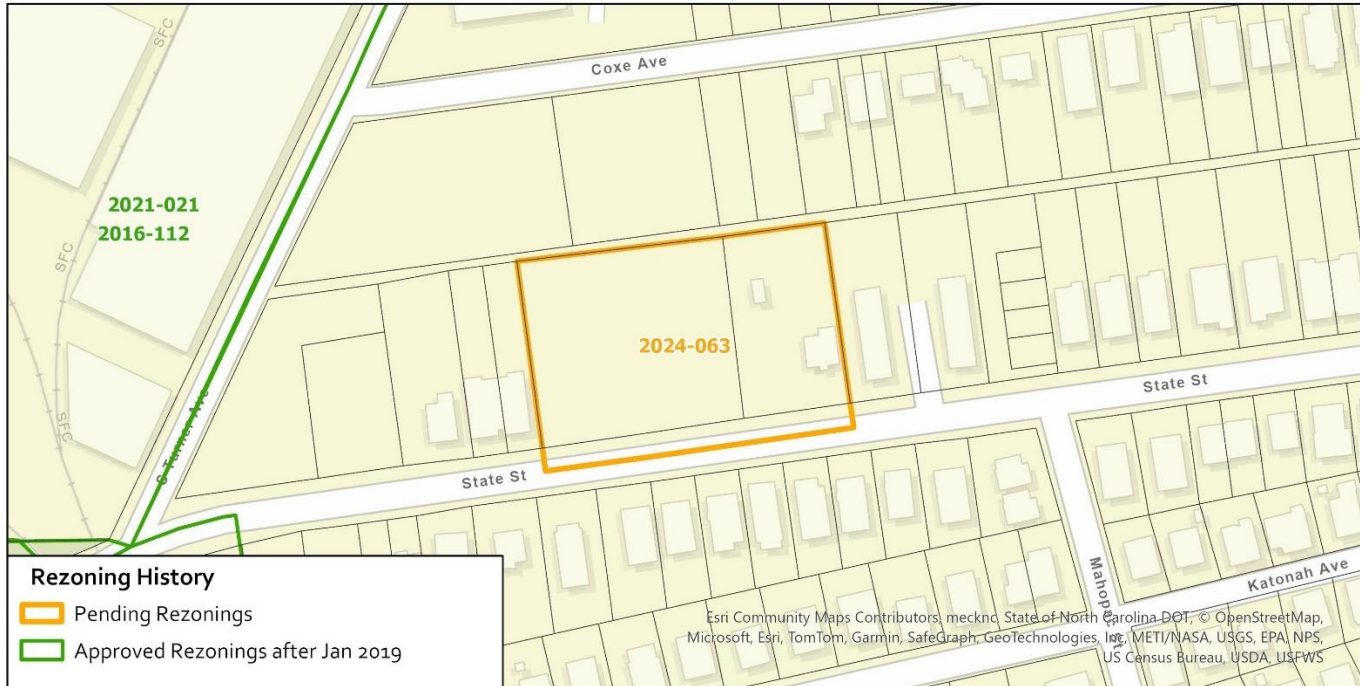 SFC
Coxe Ave
2021-021
2016-112
SFC
2024-063
State St
S Turner Ave
SFC
State St
Mahopac St
Katonah Ave
Rezoning History
Pending Rezonings
Approved Rezonings after Jan 2019
Esri Community Maps Contributors, mecknc, State of North Carolina DOT, © OpenStreetMap,
Microsoft, Esri, TomTom, Garmin, SafeGraph, GeoTechnologies, Inc, METI/NASA, USGS, EPA, NPS,
US Census Bureau, USDA, USFWS